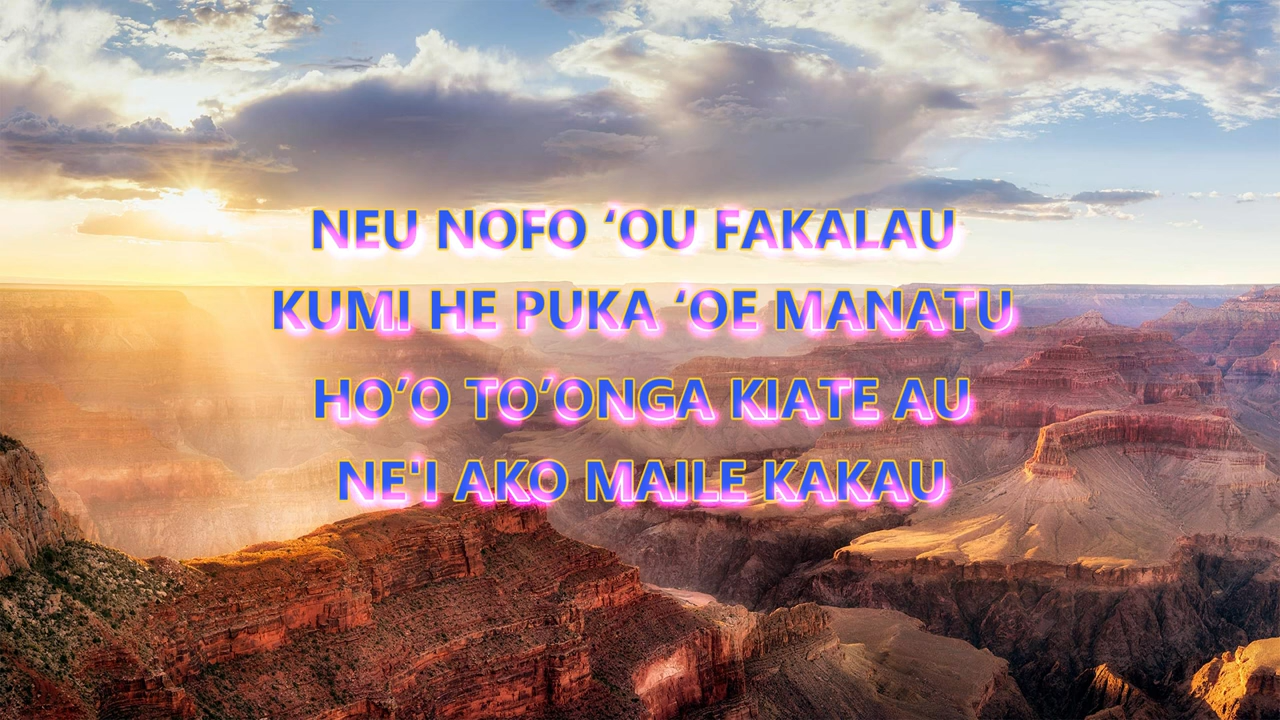 NEU NOFO ‘OU FAKALAU
KUMI HE PUKA ‘OE MANATU
HO’O TO’ONGA KIATE AU
NE'I AKO MAILE KAKAU